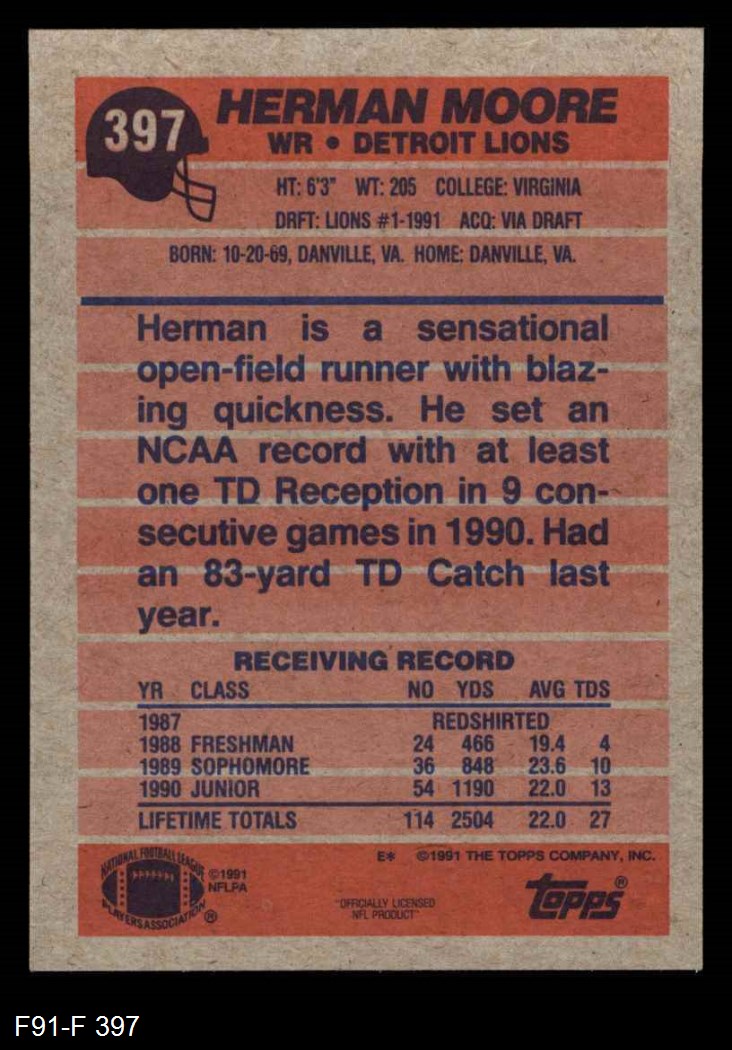 397
HERMAN MOORE
WR • DETROIT LIONS
HT: 6'3" WT: 205 COLLEGE: VIRGINIA
DRFT: LIONS #1-1991 ACQ: VIA DRAFT
BORN: 10-20-69, DANVILLE, VA. HOME: DANVILLE, VA.
Herman is a sensational
open-field runner with blaz-
ing quickness. He set an
NCAA record with at least
one TD Reception in 9 con-
secutive games in 1990. Had
an 83-yard TD Catch last
year.
RECEIVING RECORD
YR CLASS NO YDS AVG TDS
1987 REDSHIRTED
1988 FRESHMAN 24 466 19.4 4
1989 SOPHOMORE 36 848 23.6 10
1990 JUNIOR 54 1190 22.0 13
LIFETIME TOTALS 114 2504 22.0 27
E* ©1991 THE TOPPS COMPANY, INC.
NATIONAL FOOTBALL LEAGUE
PLAYERS ASSOCIATION ®
©1991
NFLPA
"OFFICIALLY LICENSED
NFL PRODUCT"
topps®
F91-F 397